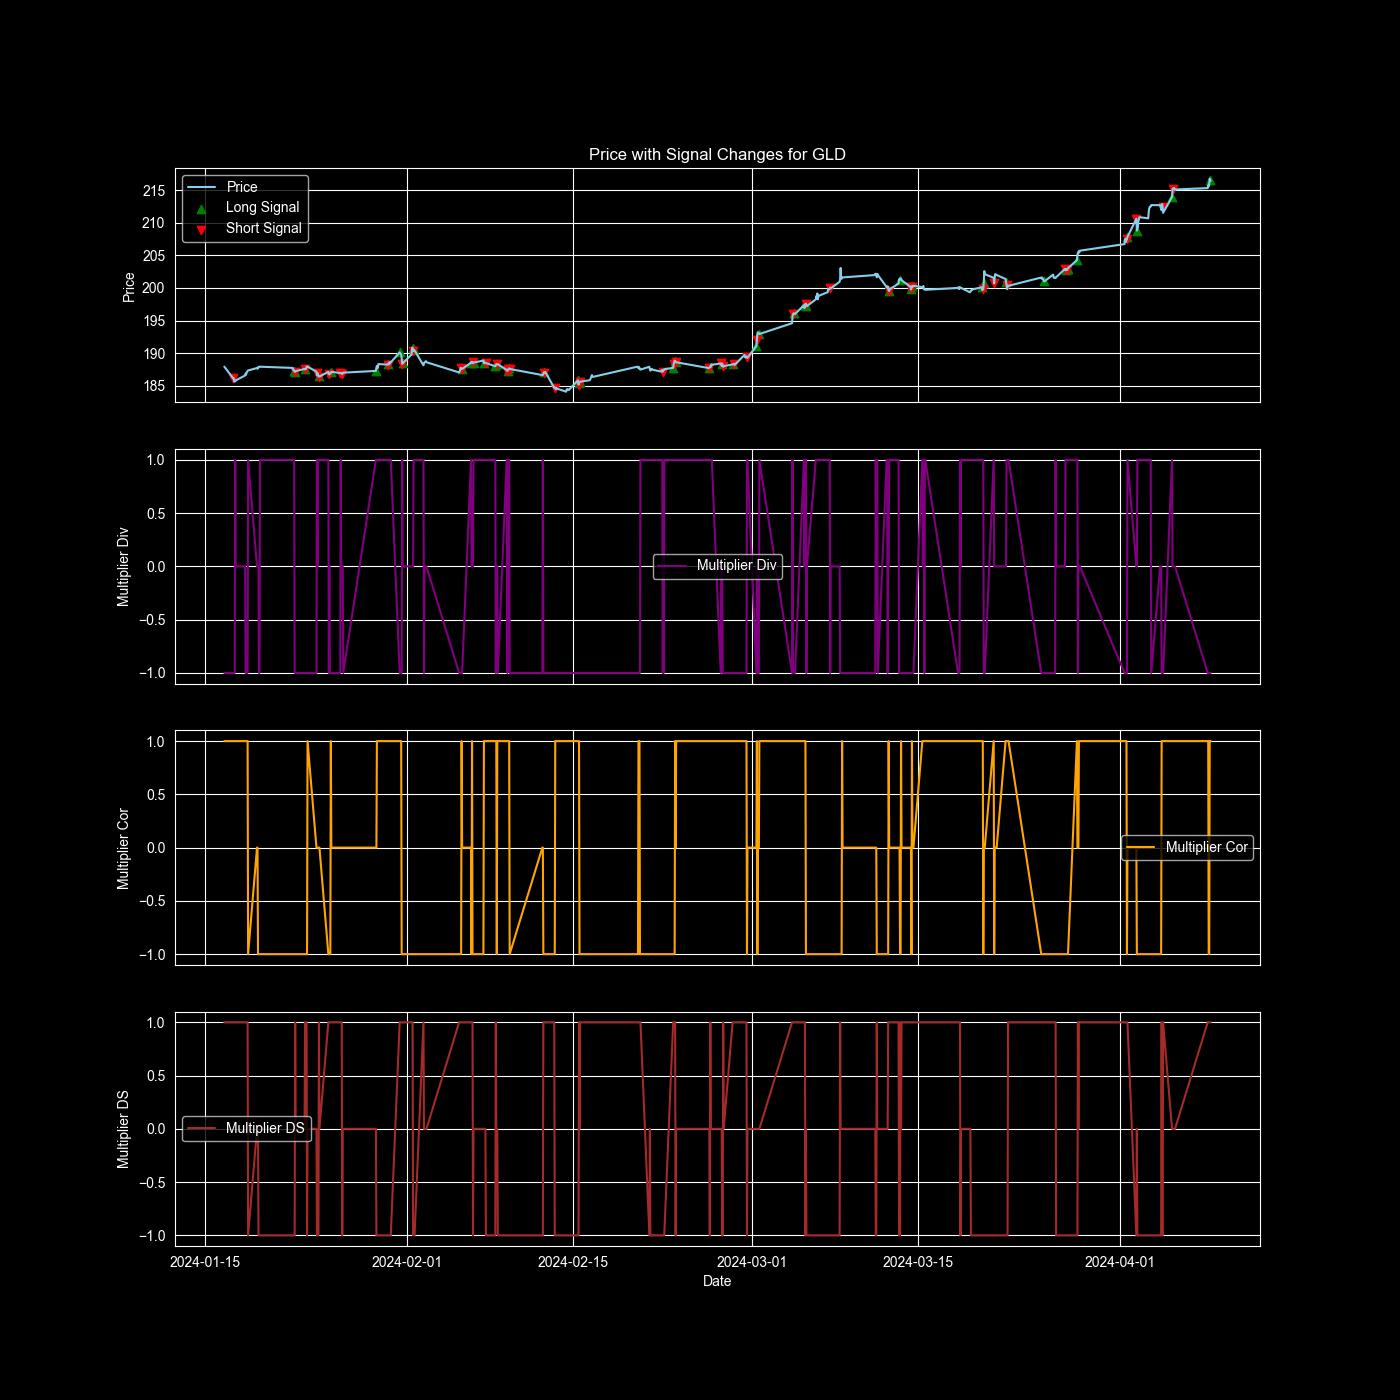 Price with Signal Changes for GLD
Price
Long Signal
Short Signal
215
210
205
200
195
190
185
Price
1.0
0.5
0.0
−0.5
−1.0
Multiplier Div
Multiplier Div
1.0
0.5
0.0
−0.5
−1.0
Multiplier Cor
Multiplier Cor
1.0
0.5
0.0
−0.5
−1.0
Multiplier DS
Multiplier DS
2024-01-15 2024-02-01 2024-02-15 2024-03-01 2024-03-15 2024-04-01
Date